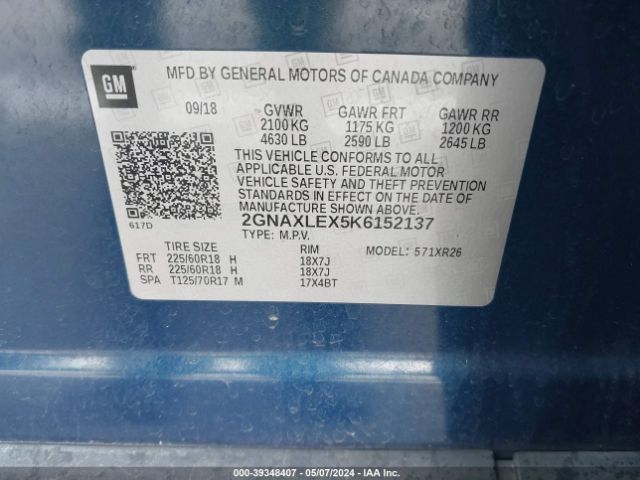 GM
MFD BY GENERAL MOTORS OF CANADA COMPANY
09/18 GVWR GAWR FRT GAWR RR
2100 KG 1175 KG 1200 KG
4630 LB 2590 LB 2645 LB
THIS VEHICLE CONFORMS TO ALL
APPLICABLE U.S. FEDERAL MOTOR
VEHICLE SAFETY AND THEFT PREVENTION
STANDARDS IN EFFECT ON THE DATE OF
MANUFACTURE SHOWN ABOVE.
617D
2GNAXLEX5K6152137
TYPE: M.P.V. MODEL: 571XR26
TIRE SIZE RIM
FRT 225/60R18 H 18X7J
RR 225/60R18 H 18X7J
SPA T125/70R17 M 17X4BT
000-39348407 - 05/07/2024 - IAA Inc.